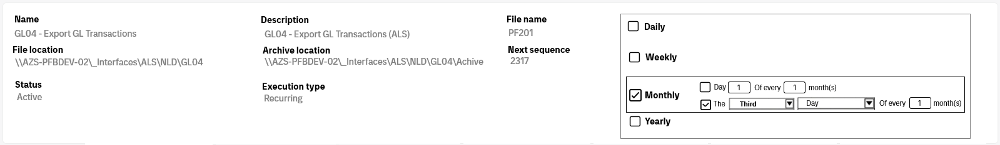 Name
GL04 - Export GL Transactions
File location
\\AZS-PFBDEV-02\_Interfaces\ALS\NLD\GL04
Status
Active
Description
GL04 - Export GL Transactions (ALS)
Archive location
\\AZS-PFBDEV-02\_Interfaces\ALS\NLD\GL04\Achive
Execution type
Recurring
File name
PF201
Next sequence
2317
Daily
Weekly
Monthly
Day 1 Of every 1 month(s)
The Third Day Of every 1 month(s)
Yearly